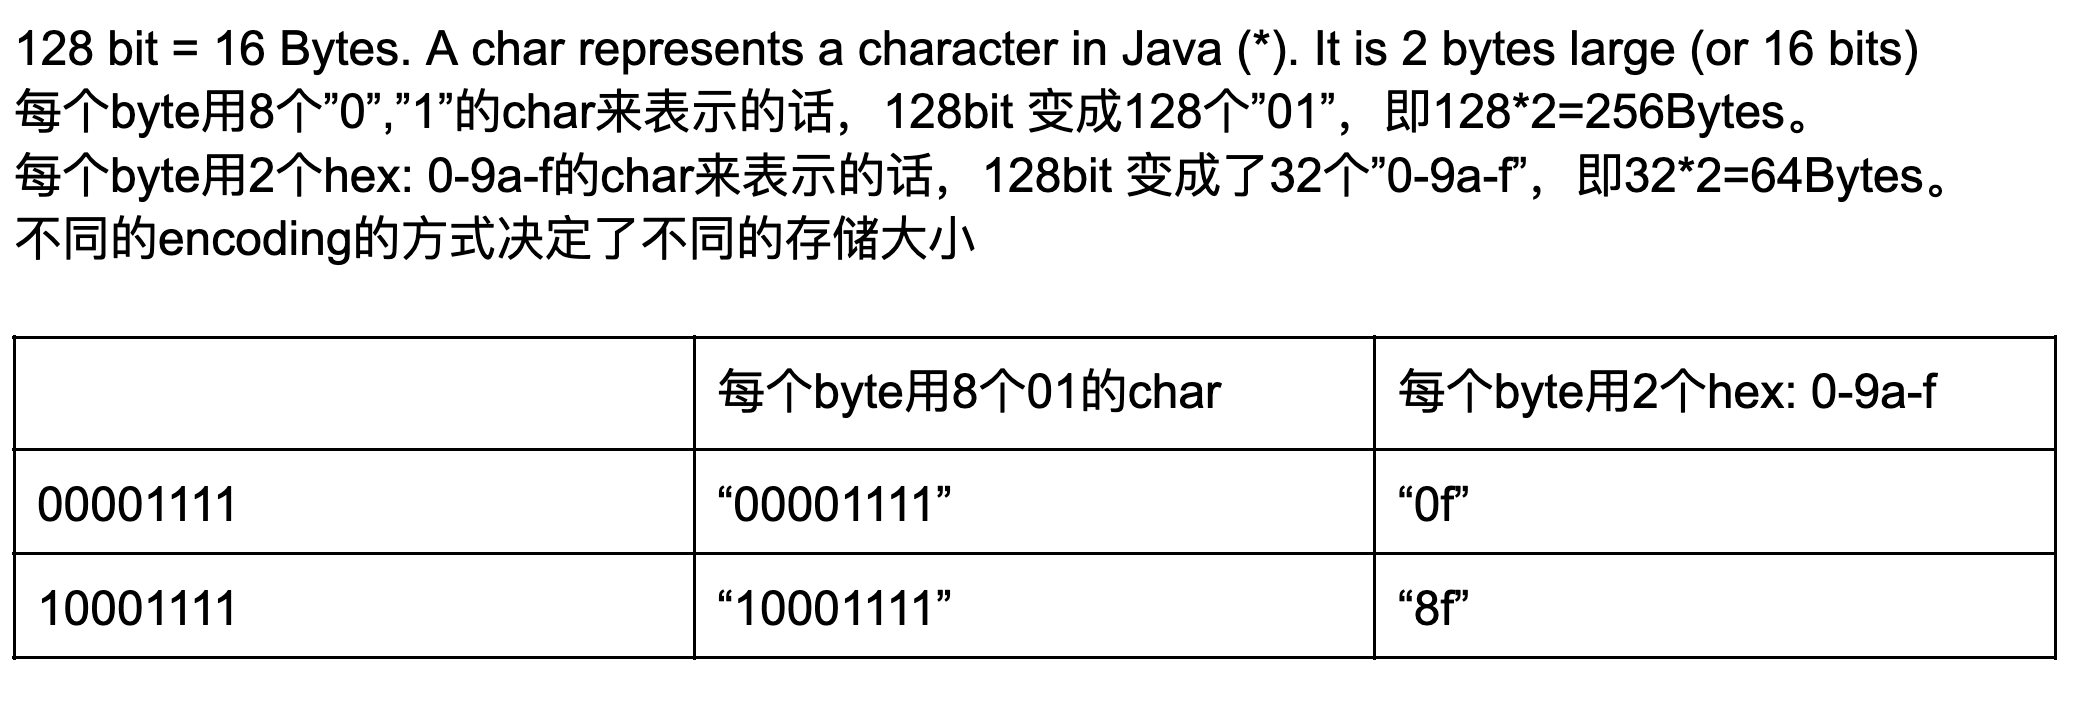 128 bit = 16 Bytes. A char represents a character in Java (*). It is 2 bytes large (or 16 bits)
每个byte用8个”0”,”1”的char来表示的话，128bit 变成128个”01”，即128*2=256Bytes。
每个byte用2个hex: 0-9a-f的char来表示的话，128bit 变成了32个”0-9a-f”，即32*2=64Bytes。
不同的encoding的方式决定了不同的存储大小
每个byte用8个01的char 每个byte用2个hex: 0-9a-f
00001111 “00001111” “0f”
10001111 “10001111” “8f”